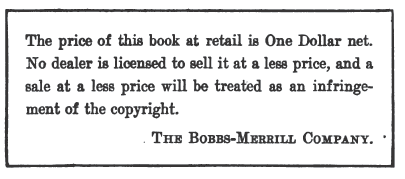 The price of this book at retail is One Dollar net.
No dealer is licensed to sell it at a less price, and a
sale at a less price will be treated as an infringe-
ment of the copyright.
The Bobbs-Merrill Company.